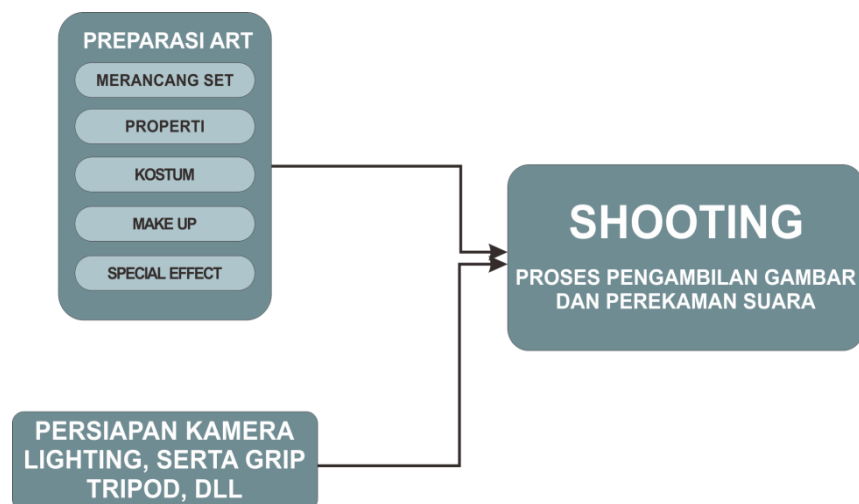 PREPARASI ART
MERANCANG SET
PROPERTI
KOSTUM
MAKE UP
SPECIAL EFFECT
SHOOTING
PROSES PENGAMBILAN GAMBAR
DAN PEREKAMAN SUARA
PERSIAPAN KAMERA
LIGHTING, SERTA GRIP
TRIPOD, DLL